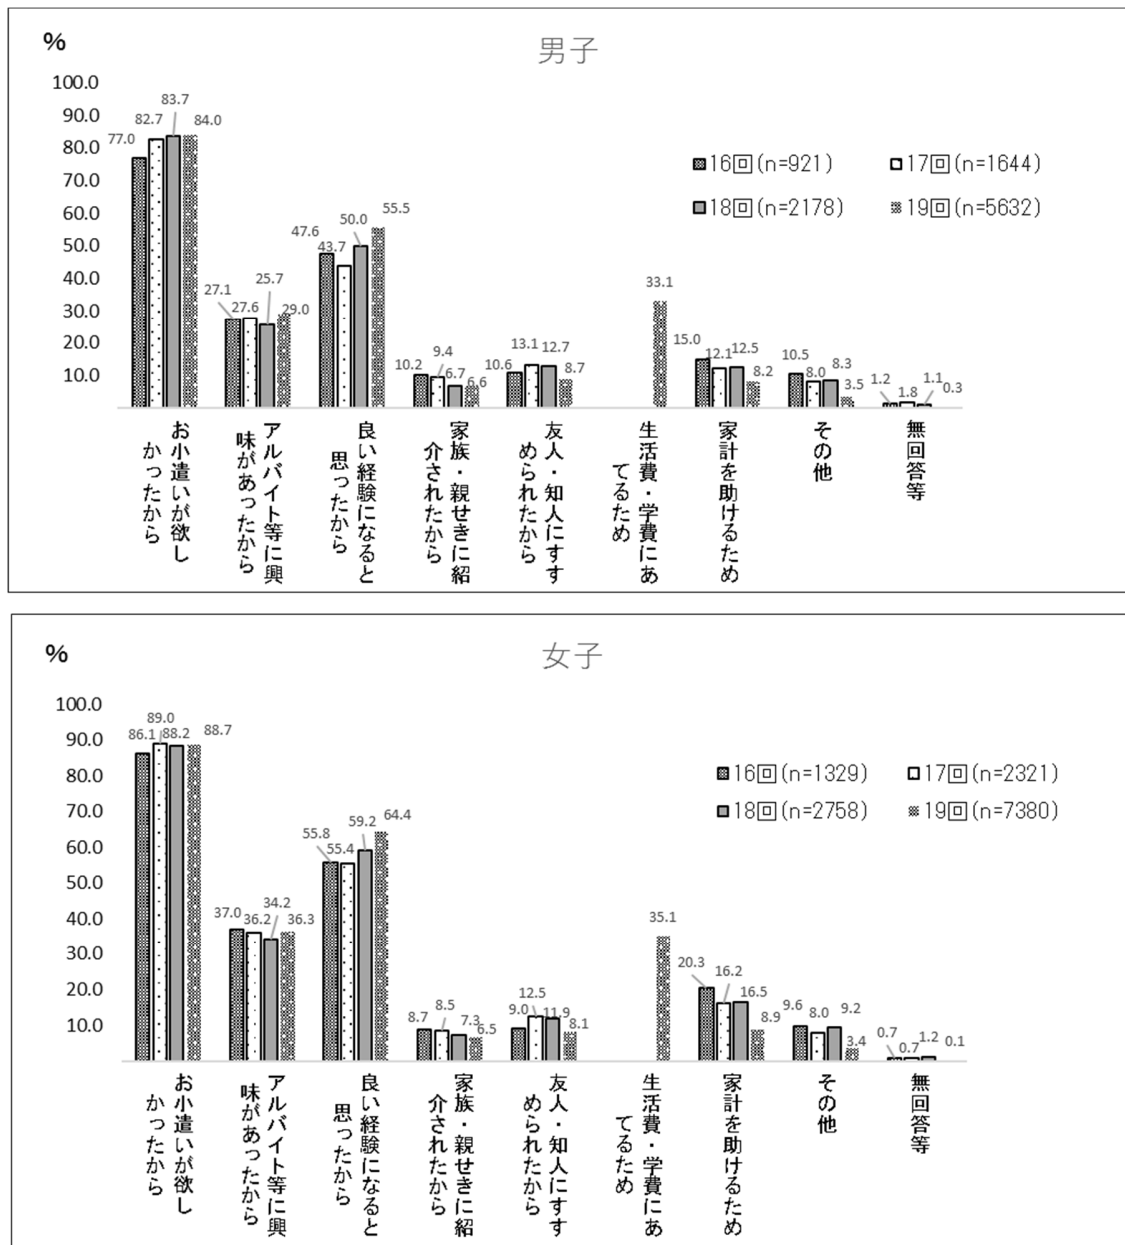 %
男子
100.0
90.0
80.0
70.0
60.0
50.0
40.0
30.0
20.0
10.0
77.0 82.7 83.7 84.0
27.1 27.6 25.7 29.0
47.6 43.7 50.0 55.5
10.2 9.4 6.7 6.6
10.6 13.1 12.7 8.7
33.1
15.0 12.1 12.5 8.2
10.5 8.0 8.3 3.5
1.2 1.8 1.1 0.3
16回(n=921) 17回(n=1644)
18回(n=2178) 19回(n=5632)
お小遣いが欲し
かったから
アルバイト等に興
味があったから
良い経験になると
思ったから
家族・親せきに紹
介されたから
友人・知人にすす
められたから
生活費・学費にあ
てるため
家計を助けるため
その他
無回答等
%
女子
100.0
90.0
80.0
70.0
60.0
50.0
40.0
30.0
20.0
10.0
86.1 89.0 88.2 88.7
37.0 36.2 34.2 36.3
55.8 55.4 59.2 64.4
8.7 8.5 7.3 6.5
9.0 12.5 11.9 8.1
35.1
20.3 16.2 16.5 8.9
9.6 8.0 9.2 3.4
0.7 0.7 1.2 0.1
16回(n=1329) 17回(n=2321)
18回(n=2758) 19回(n=7380)
お小遣いが欲し
かったから
アルバイト等に興
味があったから
良い経験になると
思ったから
家族・親せきに紹
介されたから
友人・知人にすす
められたから
生活費・学費にあ
てるため
家計を助けるため
その他
無回答等